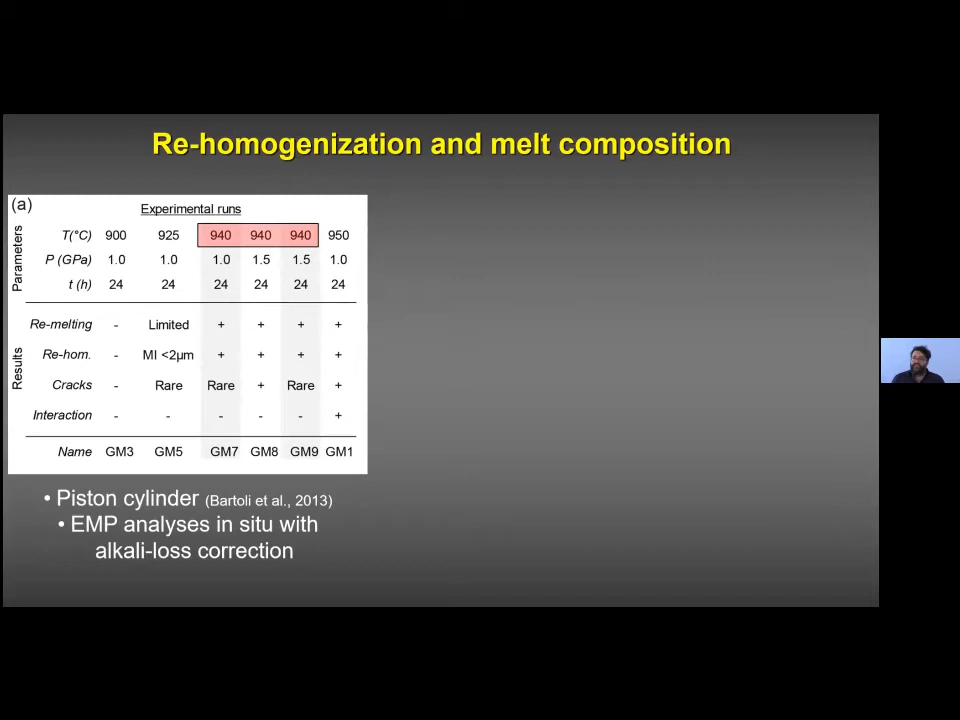 Re-homogenization and melt composition
(a)
Experimental runs
Parameters
T(°C) 900 925 940 940 940 950
P (GPa) 1.0 1.0 1.0 1.5 1.5 1.0
t (h) 24 24 24 24 24 24
Results
Re-melting - Limited + + + +
Re-hom. - MI <2µm + + + +
Cracks - Rare Rare + Rare +
Interaction - - - - - +
Name GM3 GM5 GM7 GM8 GM9 GM1
• Piston cylinder (Bartoli et al., 2013)
• EMP analyses in situ with
alkali-loss correction